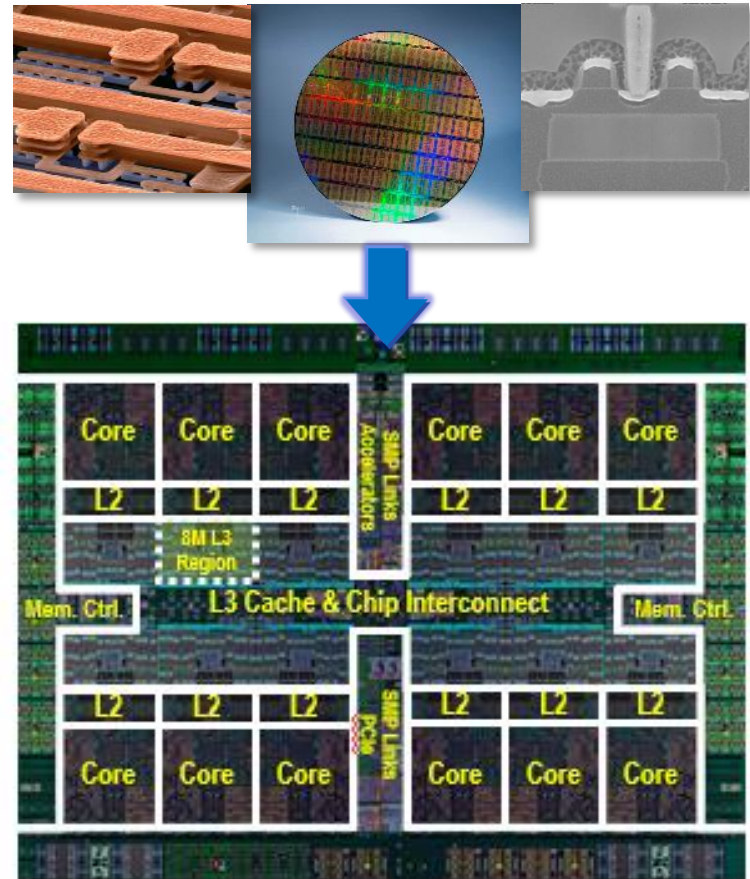 Core Core Core Core Core Core
Accelerators
SMP Links
L2 L2 L2 L2 L2 L2
8M L3
Region
Mem. Ctrl.
L3 Cache & Chip Interconnect
Mem. Ctrl.
L2 L2 L2 L2 L2 L2
PCIe
SMP Links
Core Core Core Core Core Core